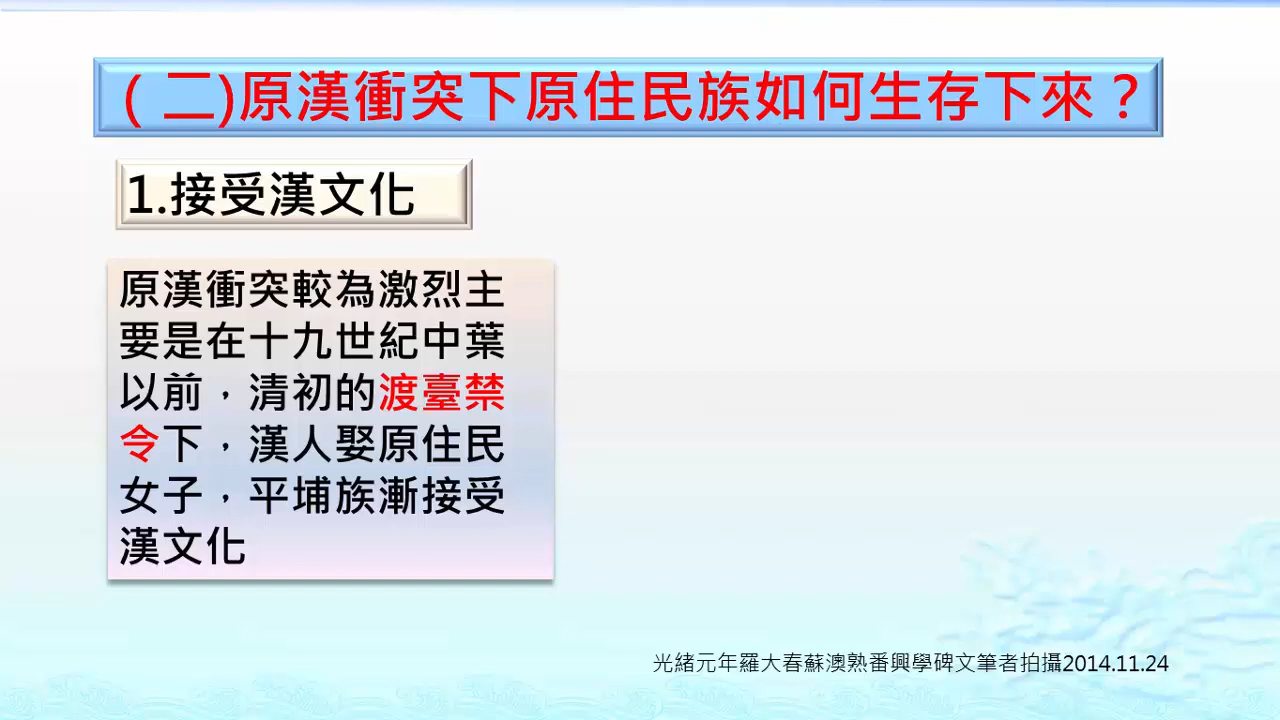 ( 二)原漢衝突下原住民族如何生存下來？
1.接受漢文化
原漢衝突較為激烈主
要是在十九世紀中葉
以前，清初的渡臺禁
令下，漢人娶原住民
女子，平埔族漸接受
漢文化
光緒元年羅大春蘇澳熟番興學碑文筆者拍攝2014.11.24